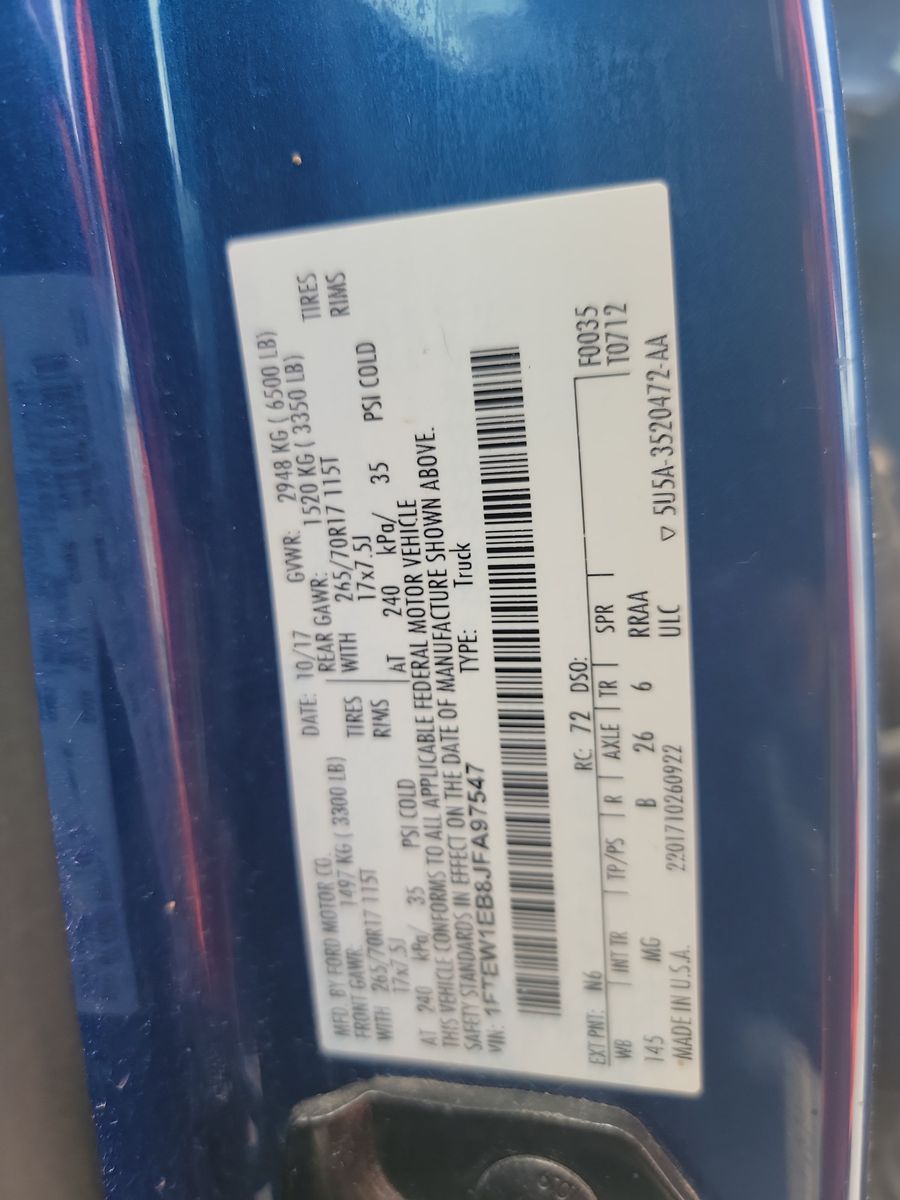 MFD. BY FORD MOTOR CO. DATE: 10/17 GVWR: 2948 KG ( 6500 LB)
FRONT GAWR: 1497 KG ( 3300 LB) REAR GAWR: 1520 KG ( 3350 LB)
WITH 265/70R17 115T TIRES WITH 265/70R17 115T TIRES
17x7.5J RIMS 17x7.5J RIMS
AT 240 kPa/ 35 PSI COLD AT 240 kPa/ 35 PSI COLD
THIS VEHICLE CONFORMS TO ALL APPLICABLE FEDERAL MOTOR VEHICLE
SAFETY STANDARDS IN EFFECT ON THE DATE OF MANUFACTURE SHOWN ABOVE.
VIN: 1FTEW1EB8JFA97547 TYPE: Truck
EXT PNT: N6 RC: 72 DSO: F0035
WB INT TR TP/PS R AXLE TR SPR T0712
145 MG B 26 6 RRAA
*MADE IN U.S.A. 2201710260922 ULC ▽ 5U5A-3520472-AA